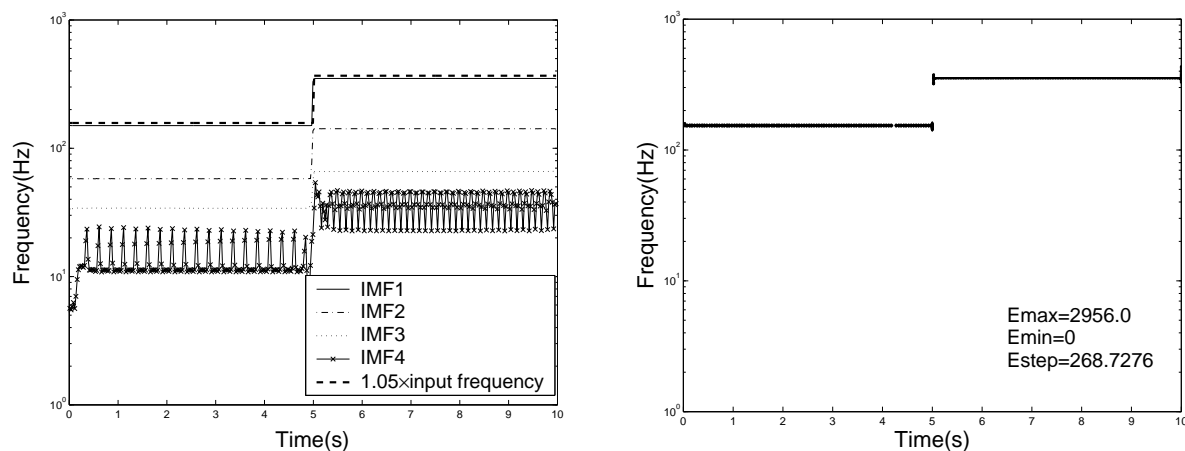 10³
10²
10¹
10⁰
Frequency(Hz)
0 1 2 3 4 5 6 7 8 9 10
Time(s)
IMF1
IMF2
IMF3
IMF4
1.05×input frequency
10³
10²
10¹
10⁰
Frequency(Hz)
Emax=2956.0
Emin=0
Estep=268.7276
0 1 2 3 4 5 6 7 8 9 10
Time(s)